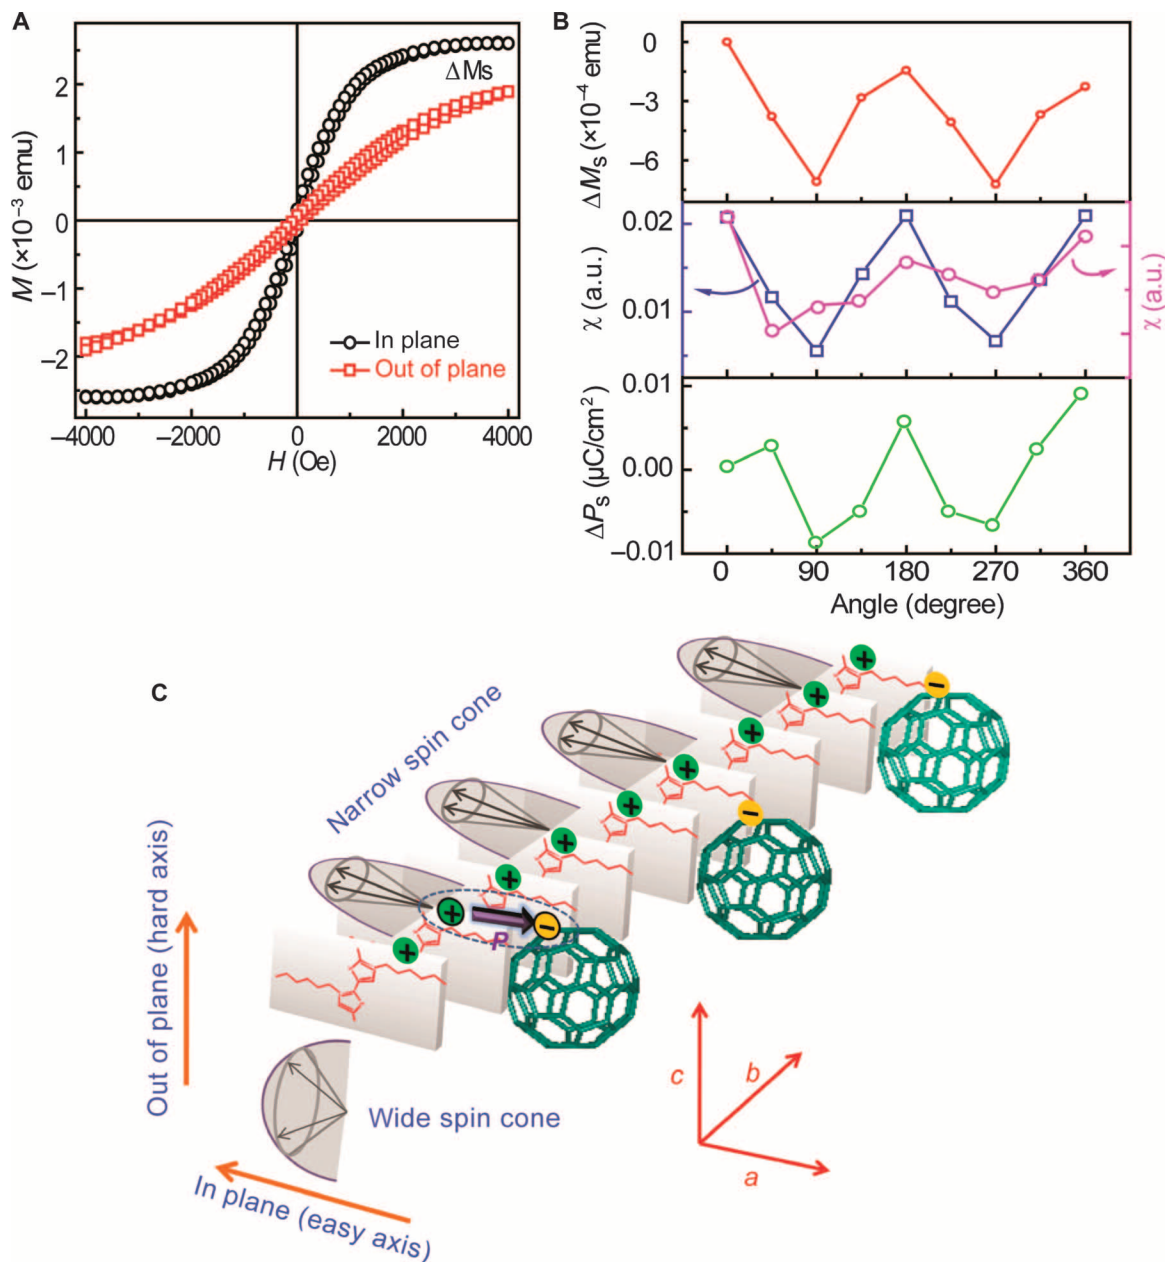 A
M (×10⁻³ emu)
2
1
0
−1
−2
ΔMs
In plane
Out of plane
−4000 −2000 0 2000 4000
H (Oe)
B
ΔMS (×10⁻⁴ emu)
0
−3
−6
χ (a.u.)
0.02
0.01
χ (a.u.)
ΔPS (μC/cm²)
0.01
0.00
−0.01
0 90 180 270 360
Angle (degree)
C
Narrow spin cone
+ + + + + + + + +
− − −
P
Out of plane (hard axis)
Wide spin cone
In plane (easy axis)
c
b
a